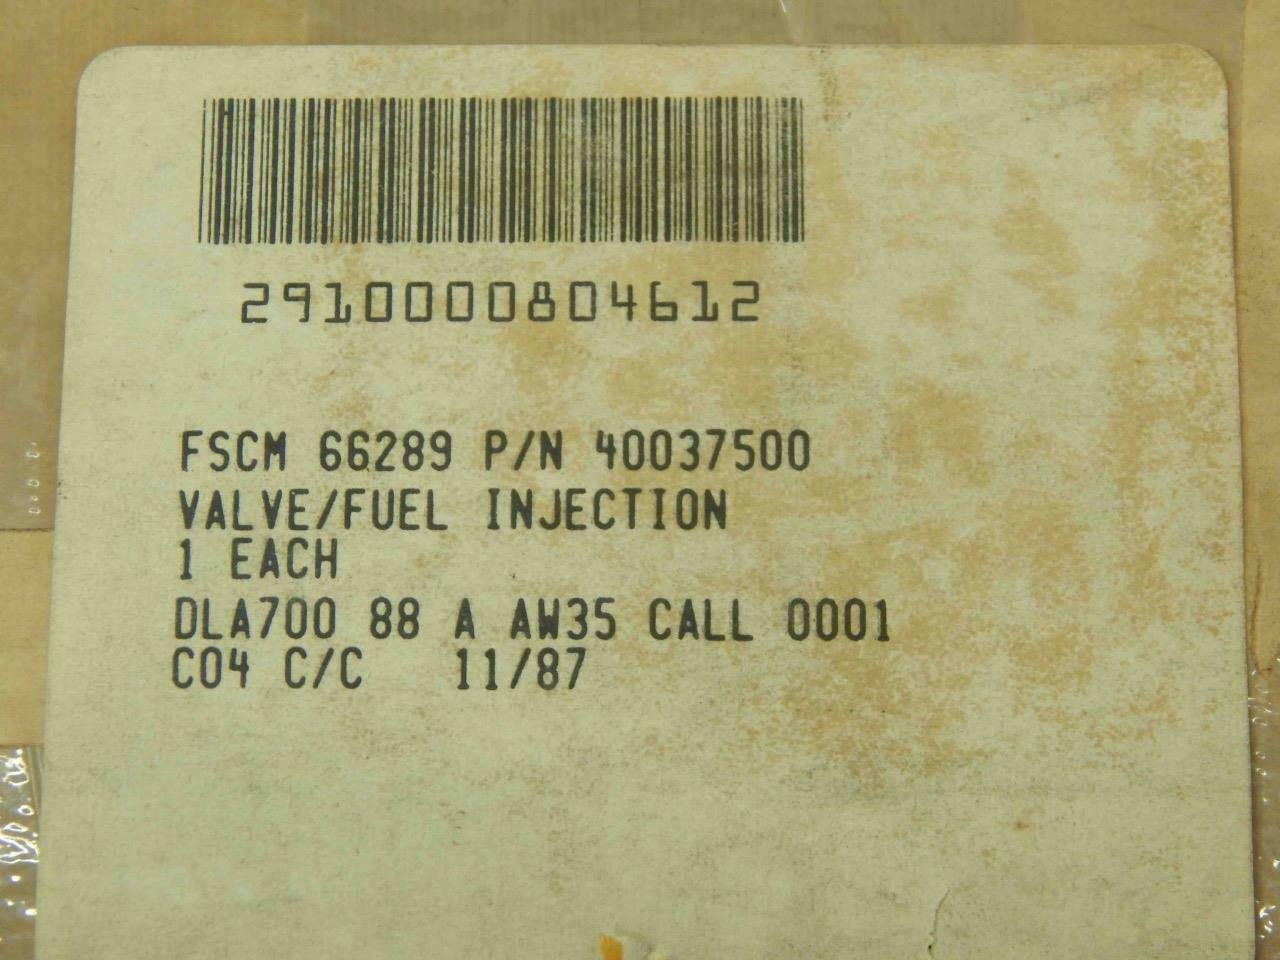 2910000804612
FSCM 66289 P/N 40037500
VALVE/FUEL INJECTION
1 EACH
DLA700 88 A AW35 CALL 0001
C04 C/C 11/87